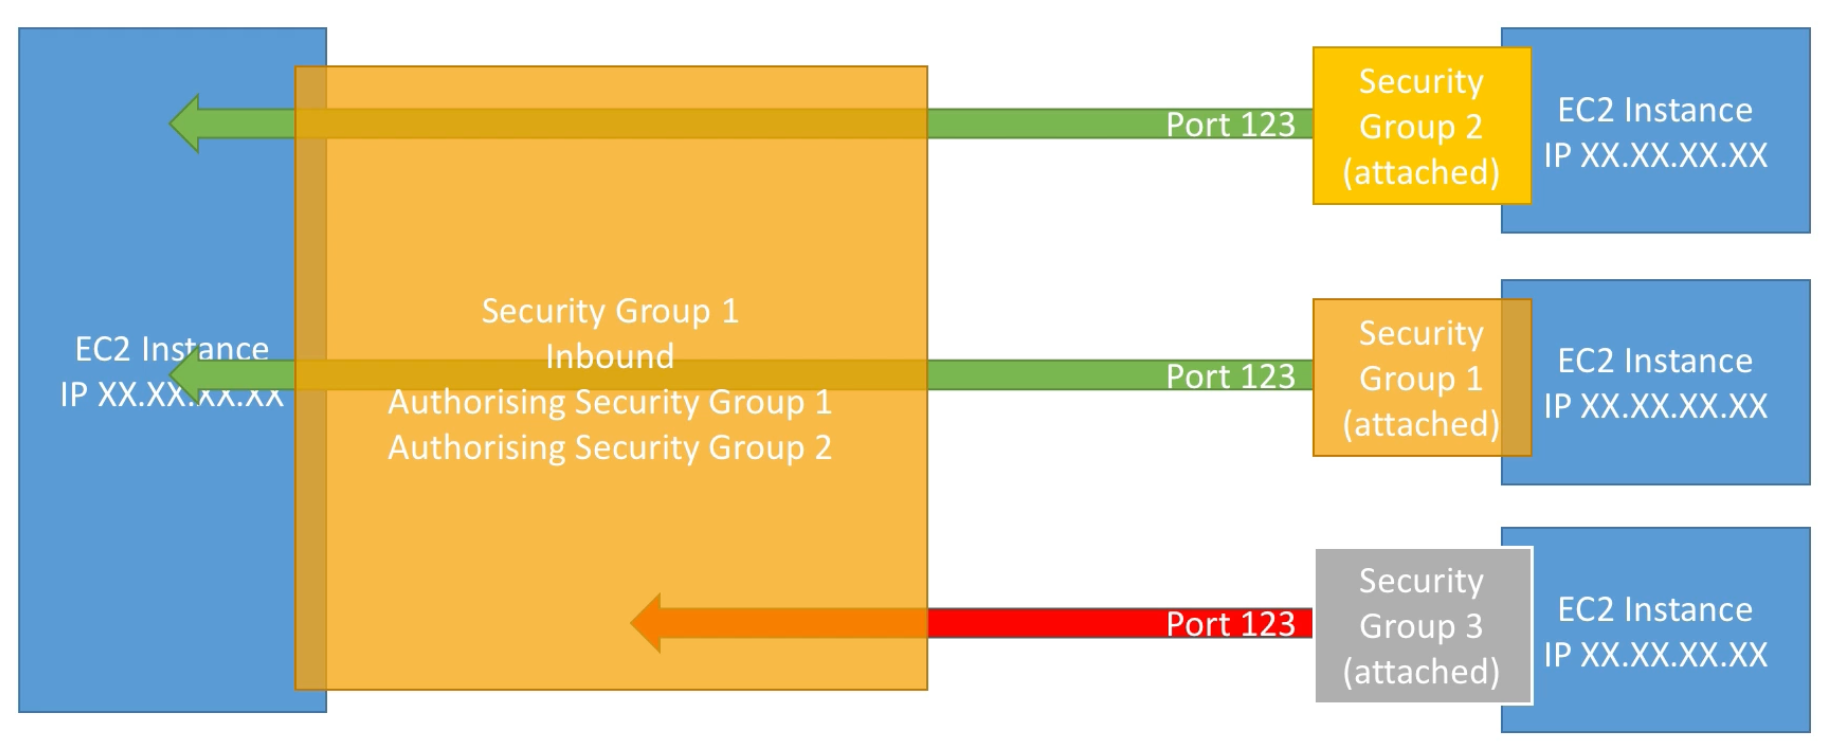 EC2 Instance
IP XX.XX.XX.XX
Security Group 1
Inbound
Authorising Security Group 1
Authorising Security Group 2
Port 123
Security
Group 2
(attached)
EC2 Instance
IP XX.XX.XX.XX
Port 123
Security
Group 1
(attached)
EC2 Instance
IP XX.XX.XX.XX
Port 123
Security
Group 3
(attached)
EC2 Instance
IP XX.XX.XX.XX